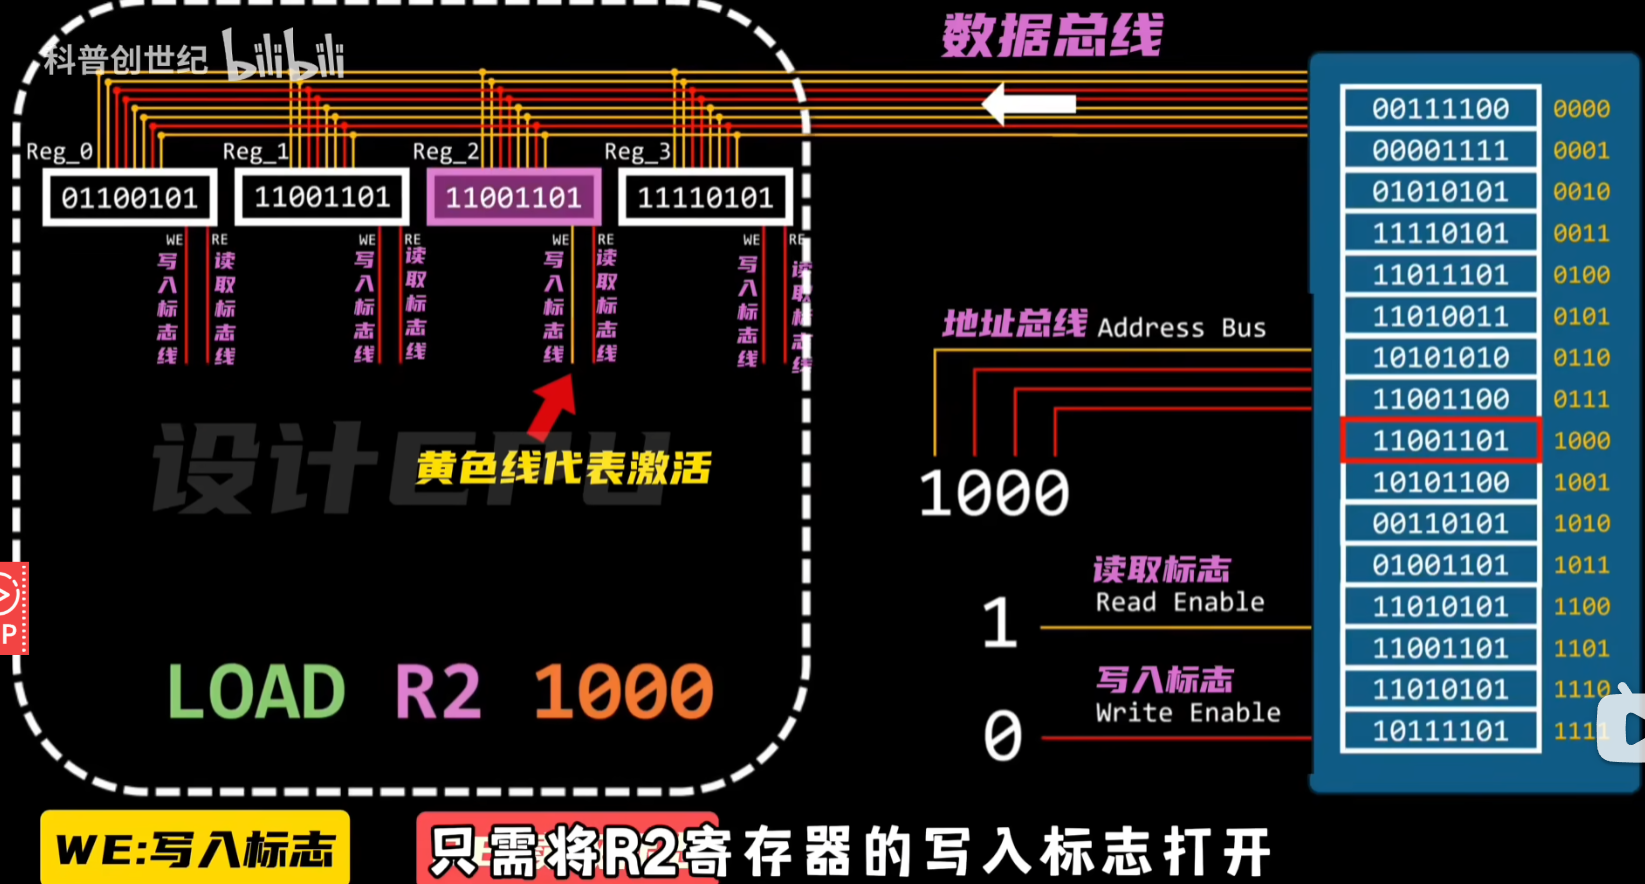 科普创世纪 bilibili
数据总线
Reg_0 Reg_1 Reg_2 Reg_3
01100101 11001101 11001101 11110101
WE RE WE RE WE RE WE RE
写入标志线 读取标志线 写入标志线 读取标志线 写入标志线 读取标志线 写入标志线 读取标志线
黄色线代表激活
设计CPU
LOAD R2 1000
地址总线 Address Bus
1000
读取标志
1 Read Enable
写入标志
0 Write Enable
00111100 0000
00001111 0001
01010101 0010
11110101 0011
11011101 0100
11010011 0101
10101010 0110
11001100 0111
11001101 1000
10101100 1001
00110101 1010
01001101 1011
11010101 1100
11001101 1101
11010101 1110
10111101 1111
P
WE:写入标志
只需将R2寄存器的写入标志打开